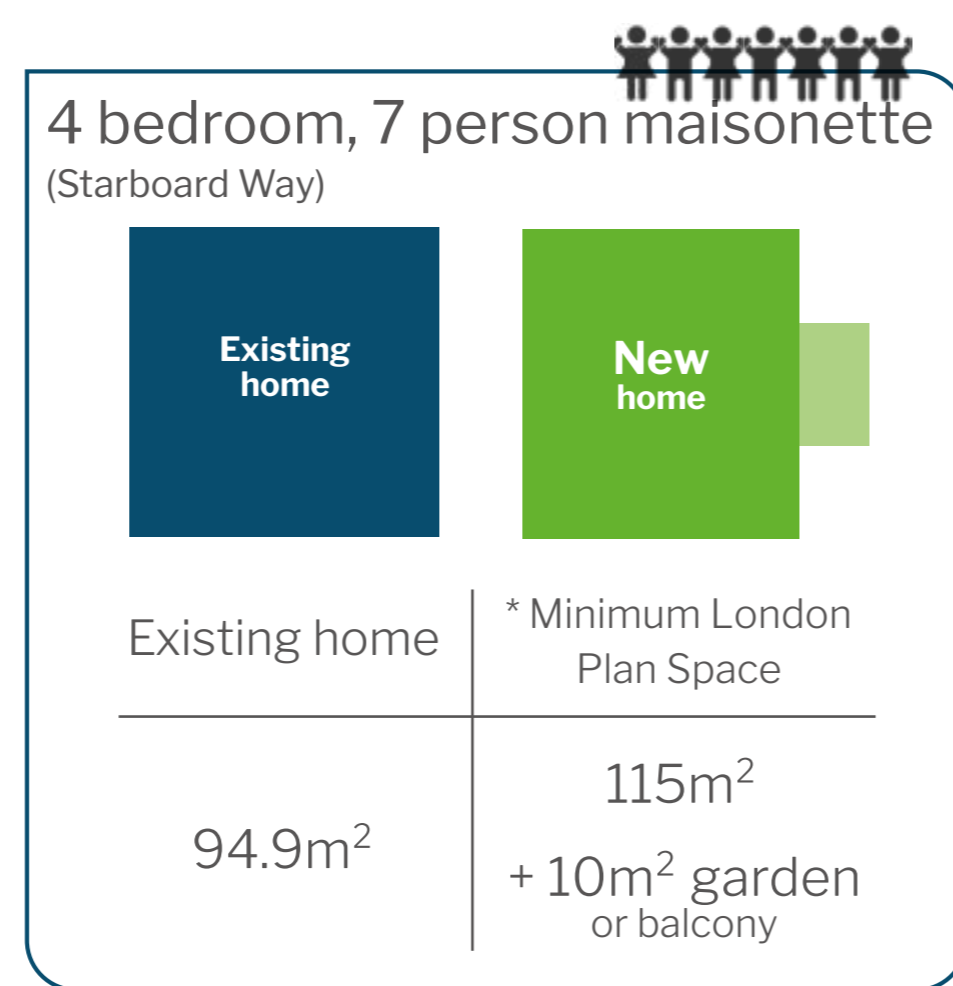 4 bedroom, 7 person maisonette
(Starboard Way)
Existing
home
New
home
Existing home
* Minimum London
Plan Space
94.9m²
115m²
+ 10m² garden
or balcony